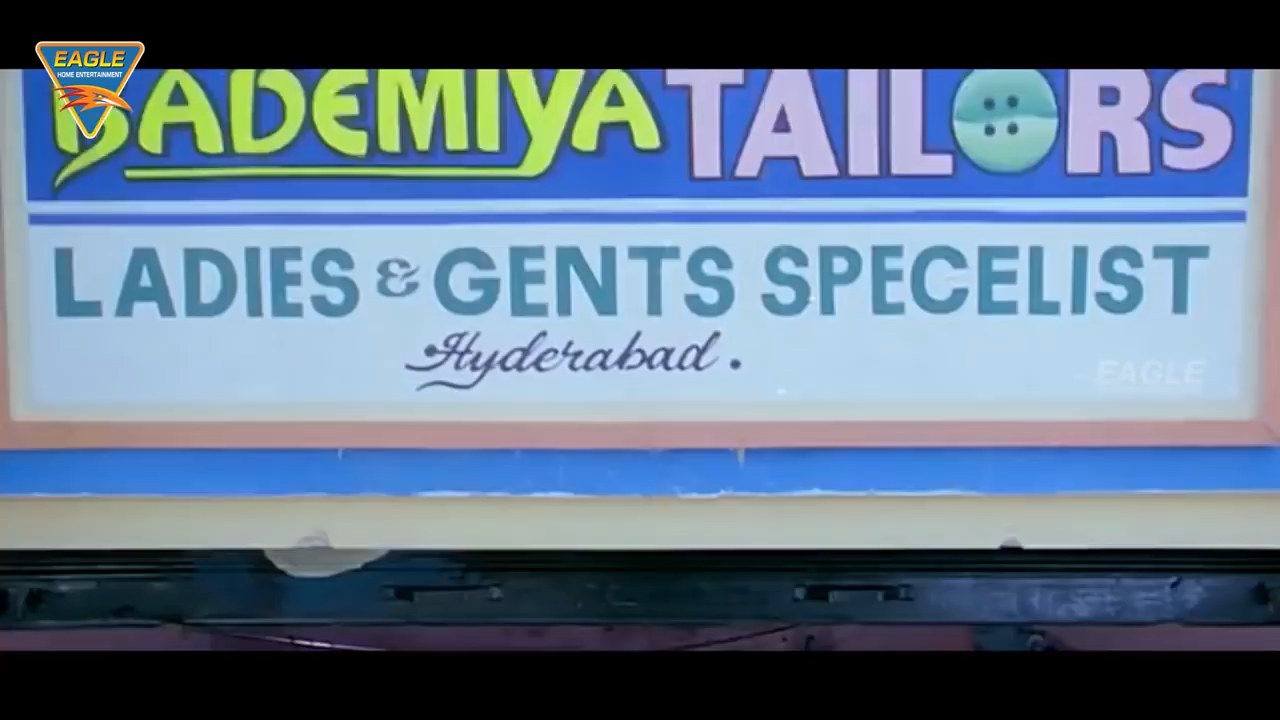 EAGLE
HOME ENTERTAINMENT
BADEMIYA TAILORS
LADIES & GENTS SPECELIST
Hyderabad.
EAGLE